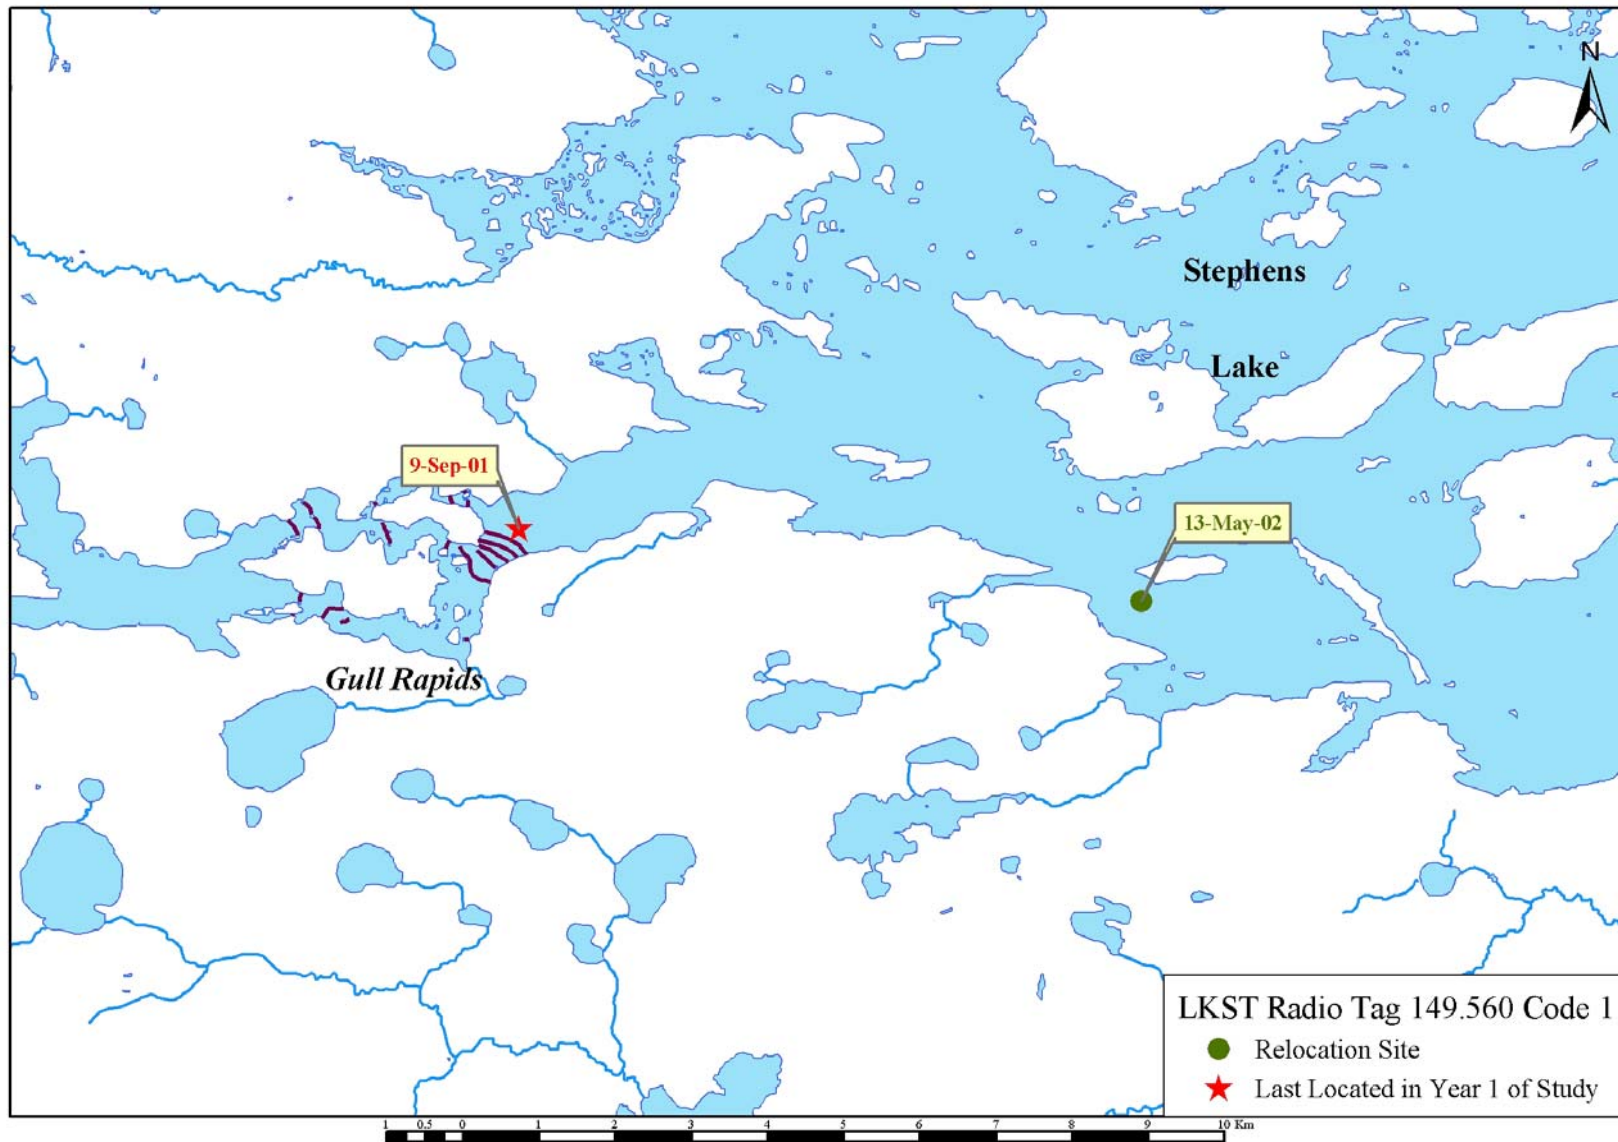 N
Stephens
Lake
9-Sep-01
13-May-02
Gull Rapids
LKST Radio Tag 149.560 Code 1
Relocation Site
Last Located in Year 1 of Study
1 0.5 0 1 2 3 4 5 6 7 8 9 10 Km